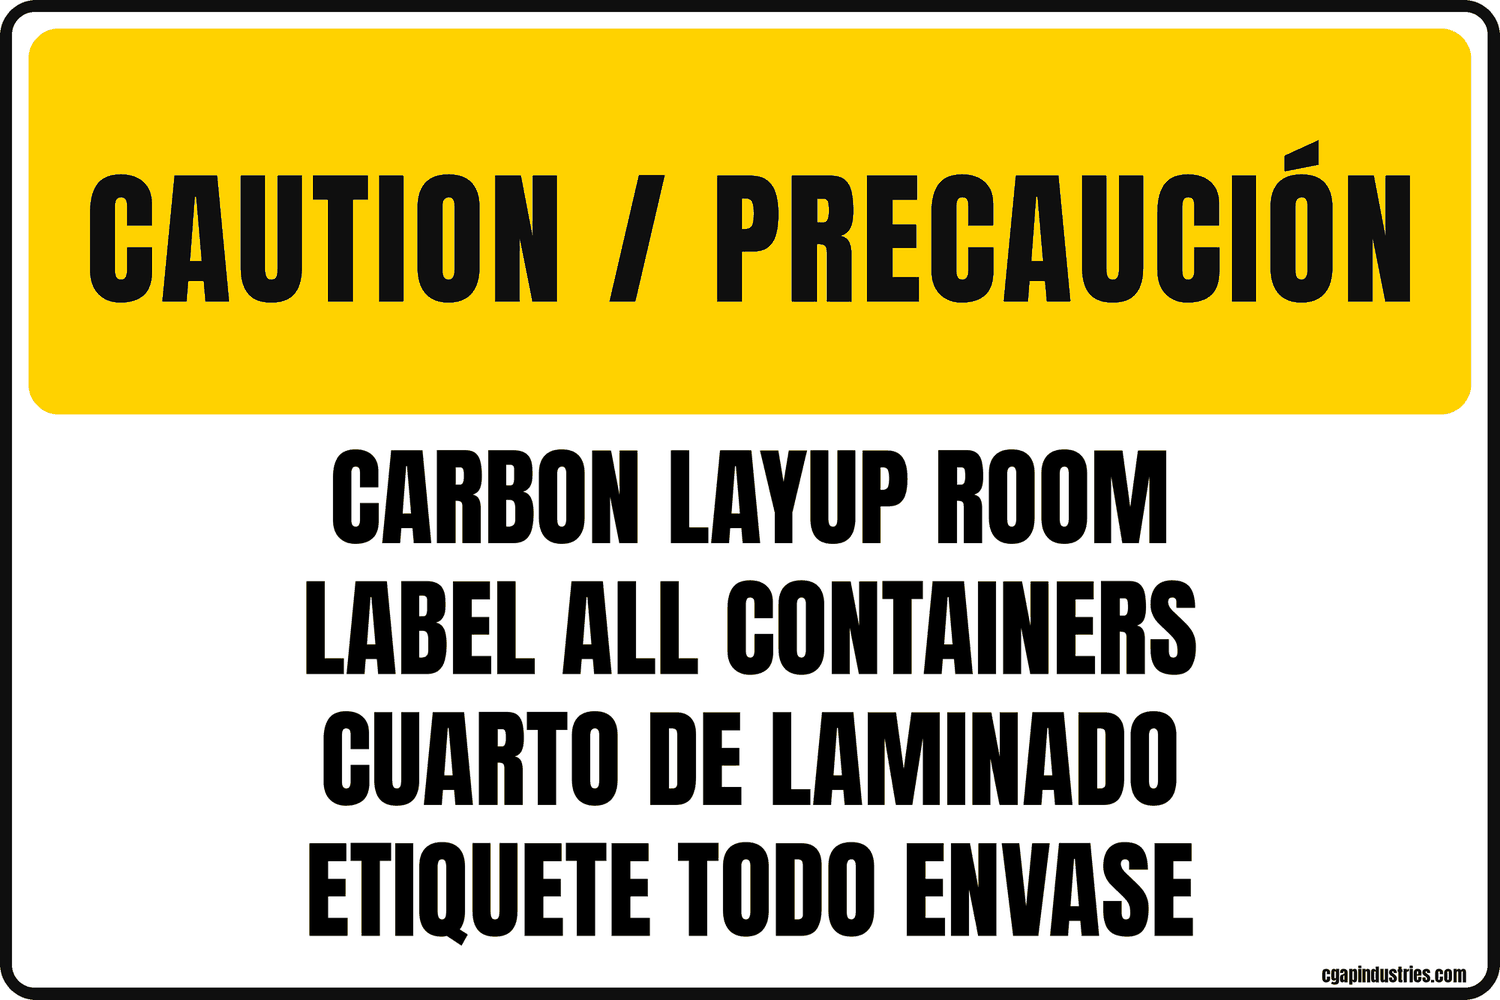 CAUTION / PRECAUCIÓN
CARBON LAYUP ROOM
LABEL ALL CONTAINERS
CUARTO DE LAMINADO
ETIQUETE TODO ENVASE
cgapindustries.com